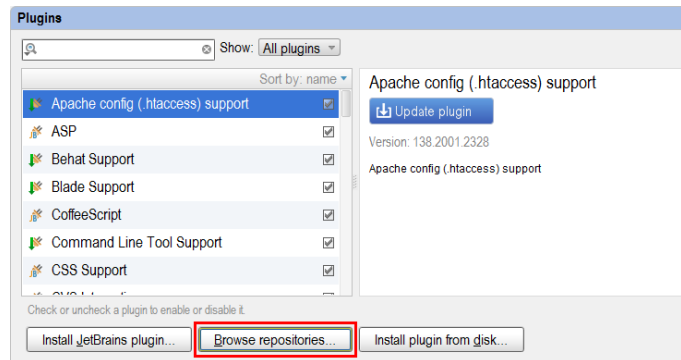 Plugins
Show: All plugins
Sort by: name
Apache config (.htaccess) support
ASP
Behat Support
Blade Support
CoffeeScript
Command Line Tool Support
CSS Support
Check or uncheck a plugin to enable or disable it.
Install JetBrains plugin...
Browse repositories...
Install plugin from disk...
Apache config (.htaccess) support
Update plugin
Version: 138.2001.2328
Apache config (.htaccess) support